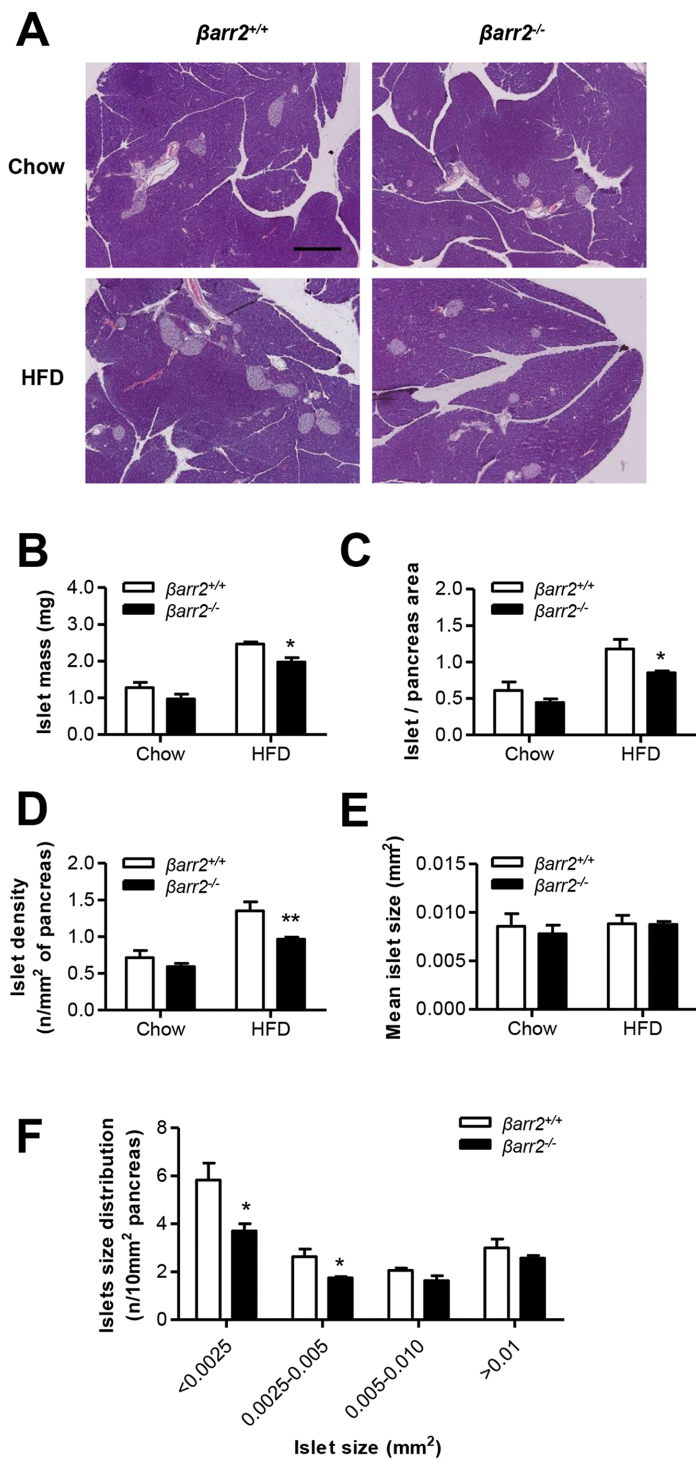 A
βarr2+/+
βarr2-/-
Chow
HFD
B
Islet mass (mg)
4.0
3.0
2.0
1.0
0.0
βarr2+/+
βarr2-/-
*
Chow
HFD
C
Islet / pancreas area
2.0
1.5
1.0
0.5
0.0
βarr2+/+
βarr2-/-
*
Chow
HFD
D
Islet density
(n/mm2 of pancreas)
2.0
1.5
1.0
0.5
0.0
βarr2+/+
βarr2-/-
**
Chow
HFD
E
Mean islet size (mm2)
0.015
0.010
0.005
0.000
βarr2+/+
βarr2-/-
Chow
HFD
F
Islets size distribution
(n/10mm2 pancreas)
8
6
4
2
0
βarr2+/+
βarr2-/-
*
*
<0.0025
0.0025-0.005
0.005-0.010
>0.01
Islet size (mm2)